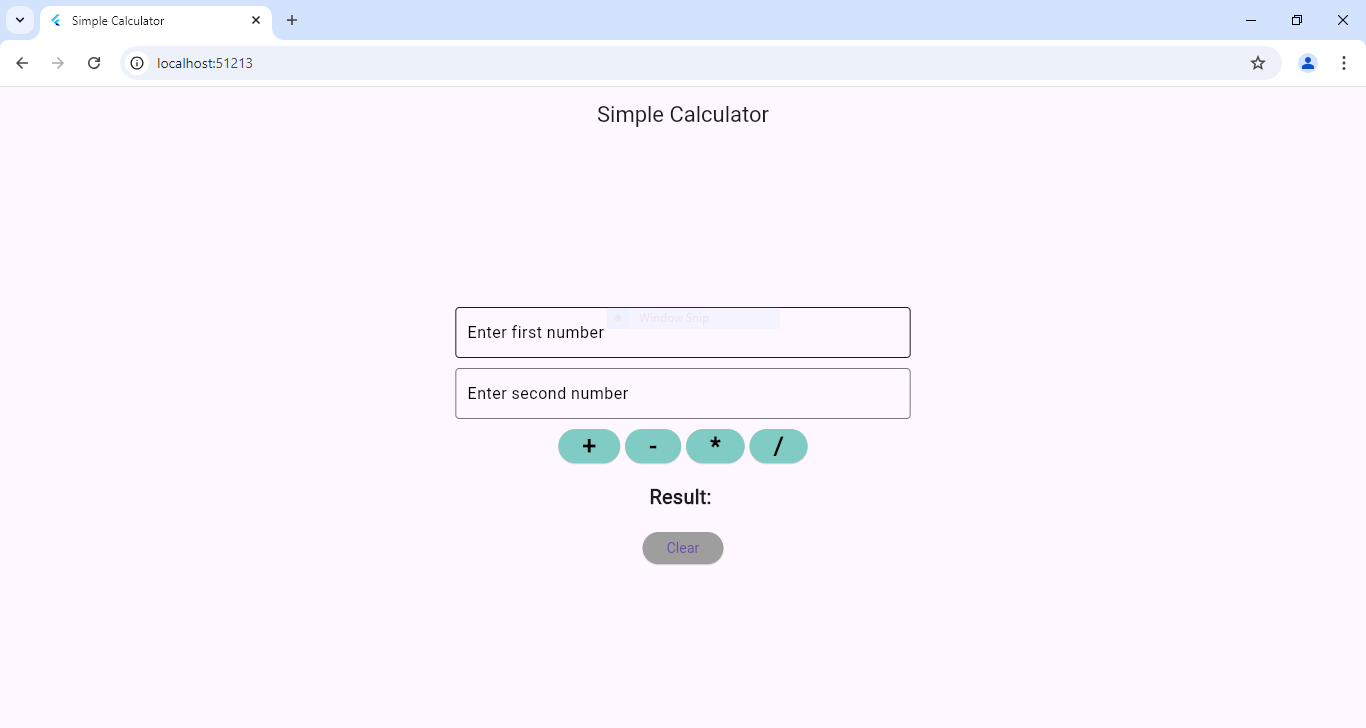 Simple Calculator
localhost:51213
Simple Calculator
Window Snip
Enter first number
Enter second number
+ - * /
Result:
Clear